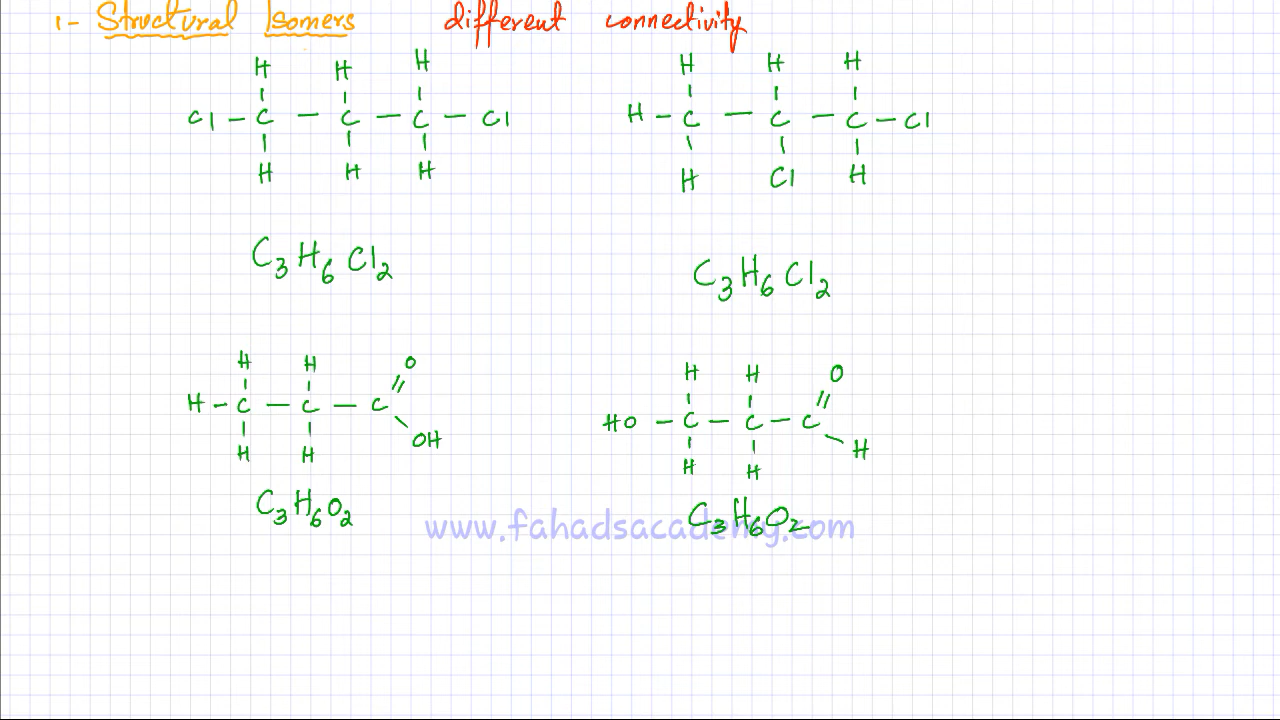 1- Structural Isomers different connectivity
H H H H H H
Cl - C - C - C - Cl H - C - C - C - Cl
H H H H Cl H
C3H6Cl2 C3H6Cl2
H H O H H O
H - C - C - C HO - C - C - C
H H OH H H H
C3H6O2 C3H6O2
www.fahadsacademy.com